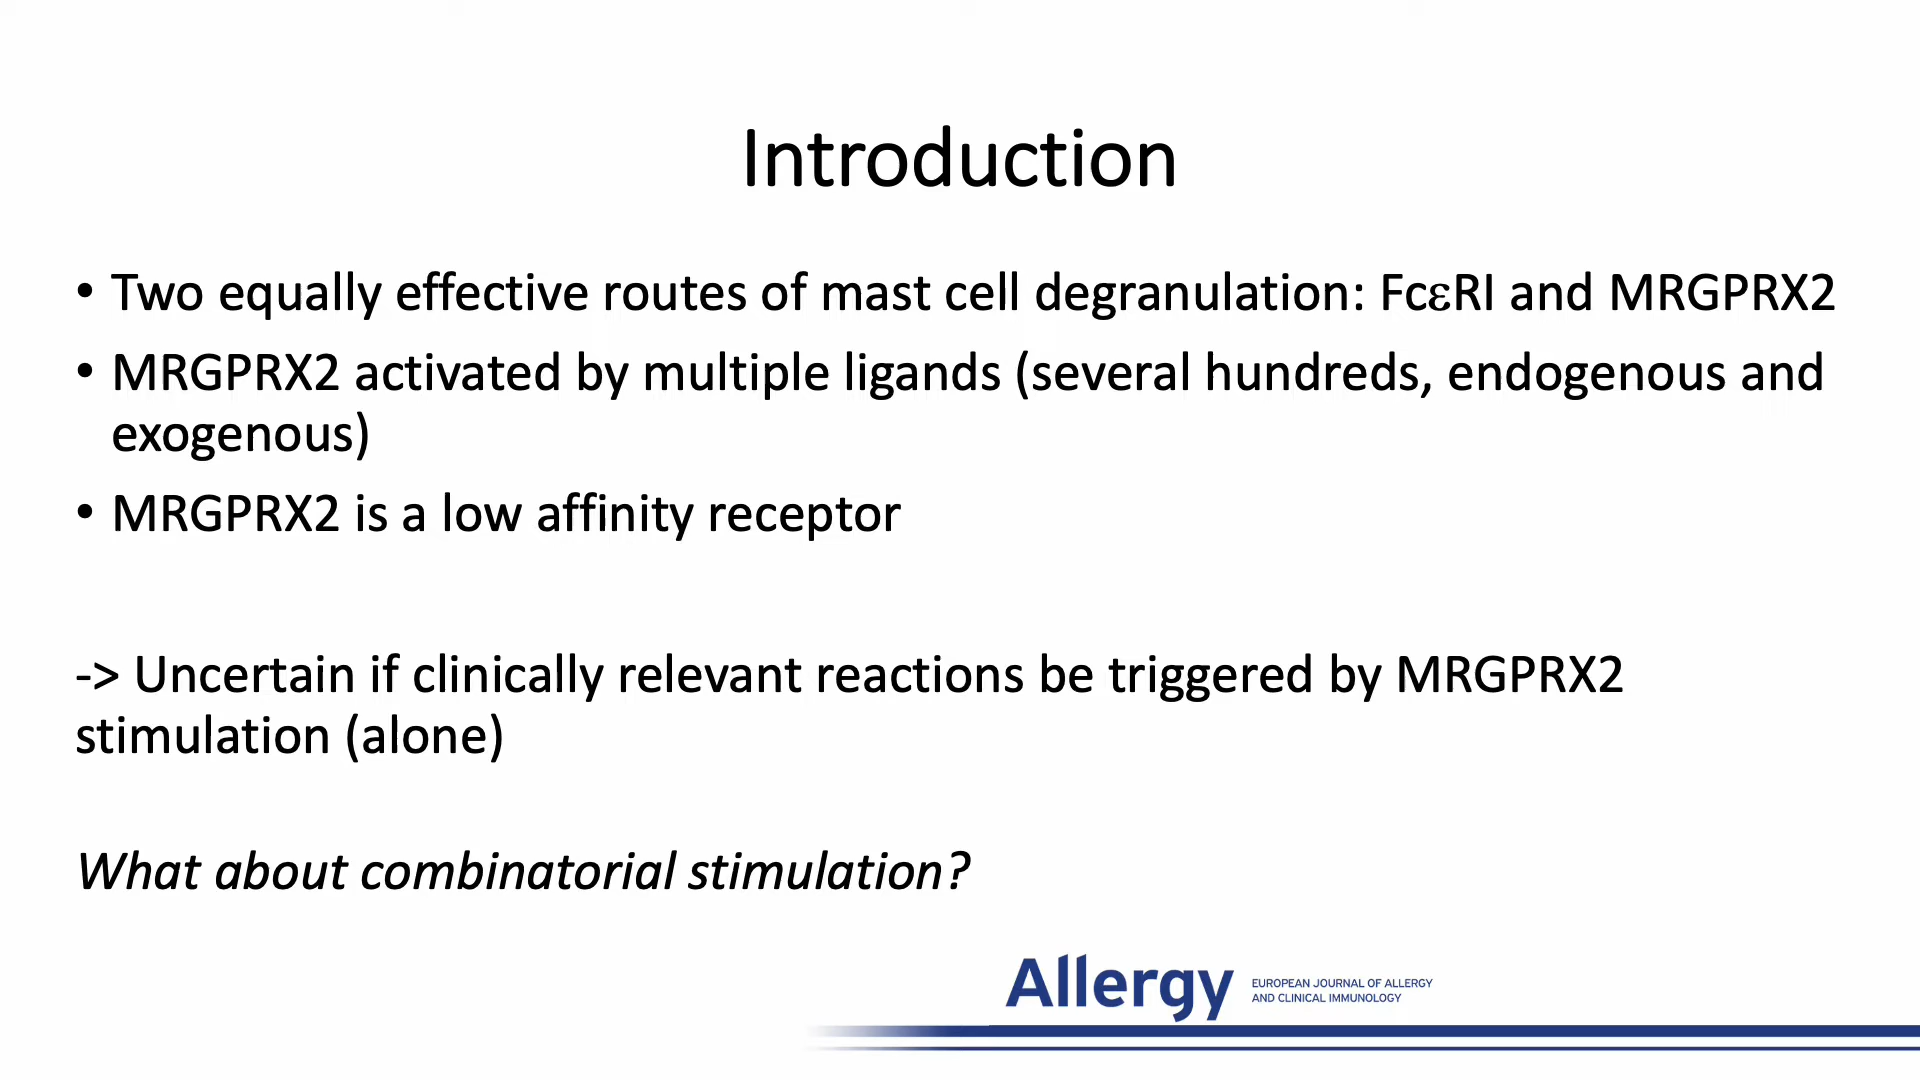 Introduction
• Two equally effective routes of mast cell degranulation: FcεRI and MRGPRX2
• MRGPRX2 activated by multiple ligands (several hundreds, endogenous and
exogenous)
• MRGPRX2 is a low affinity receptor
-> Uncertain if clinically relevant reactions be triggered by MRGPRX2
stimulation (alone)
What about combinatorial stimulation?
Allergy
EUROPEAN JOURNAL OF ALLERGY
AND CLINICAL IMMUNOLOGY